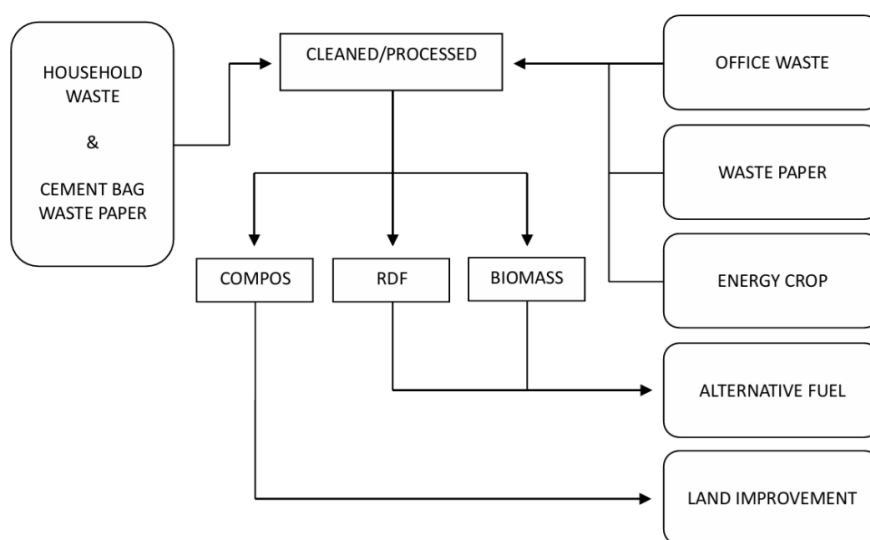 HOUSEHOLD
WASTE
&
CEMENT BAG
WASTE PAPER
CLEANED/PROCESSED
OFFICE WASTE
WASTE PAPER
ENERGY CROP
COMPOS
RDF
BIOMASS
ALTERNATIVE FUEL
LAND IMPROVEMENT